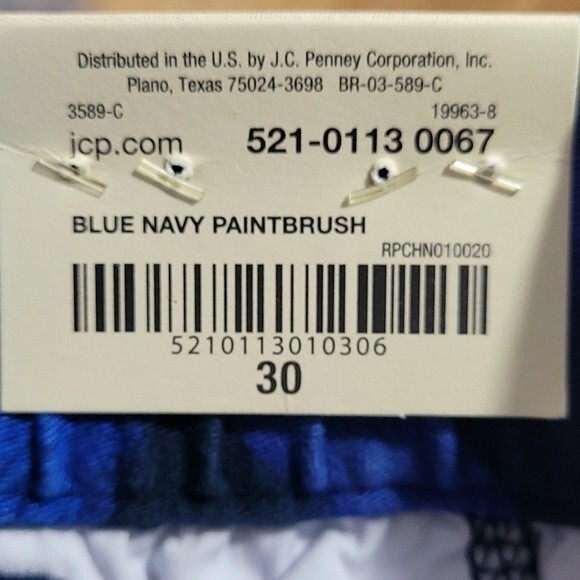 Distributed in the U.S. by J.C. Penney Corporation, Inc.
Plano, Texas 75024-3698 BR-03-589-C
3589-C 19963-8
jcp.com 521-0113 0067
BLUE NAVY PAINTBRUSH
RPCHN010020
5210113010306
30